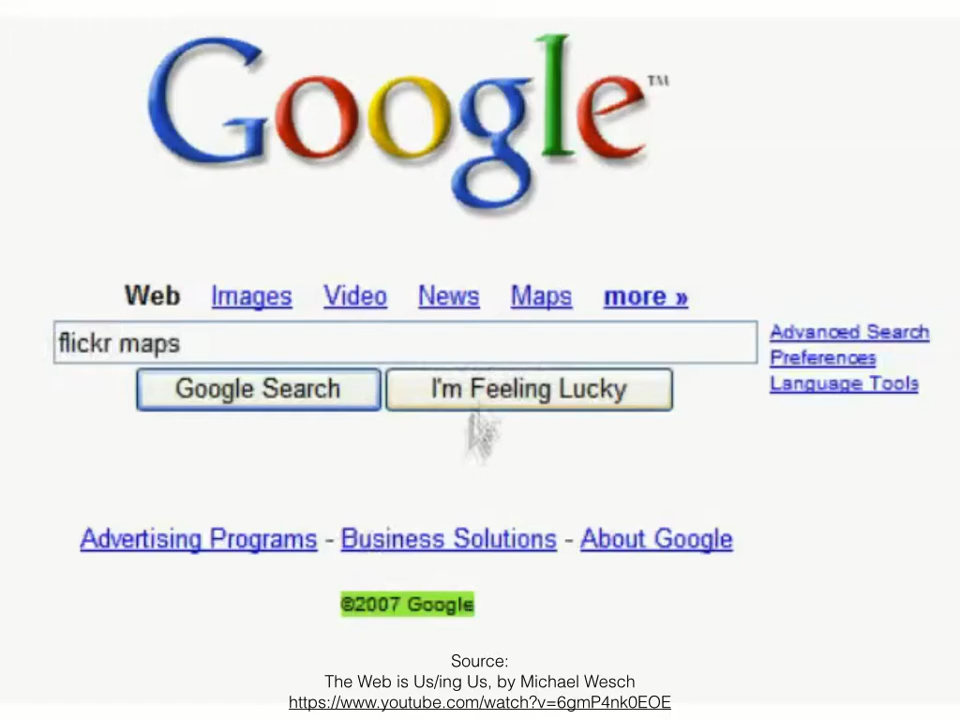 Google™
Web Images Video News Maps more »
flickr maps
Advanced Search
Preferences
Language Tools
Google Search I'm Feeling Lucky
Advertising Programs - Business Solutions - About Google
©2007 Google
Source:
The Web is Us/ing Us, by Michael Wesch
https://www.youtube.com/watch?v=6gmP4nk0EOE